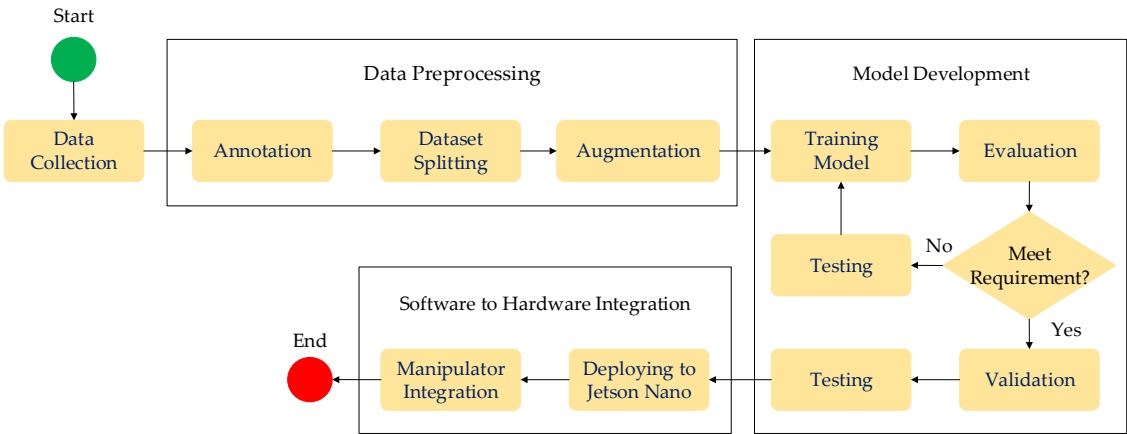 Start
Data Preprocessing
Model Development
Data
Collection
Annotation
Dataset
Splitting
Augmentation
Training
Model
Evaluation
Testing
No
Meet
Requirement?
Yes
Software to Hardware Integration
End
Manipulator
Integration
Deploying to
Jetson Nano
Testing
Validation